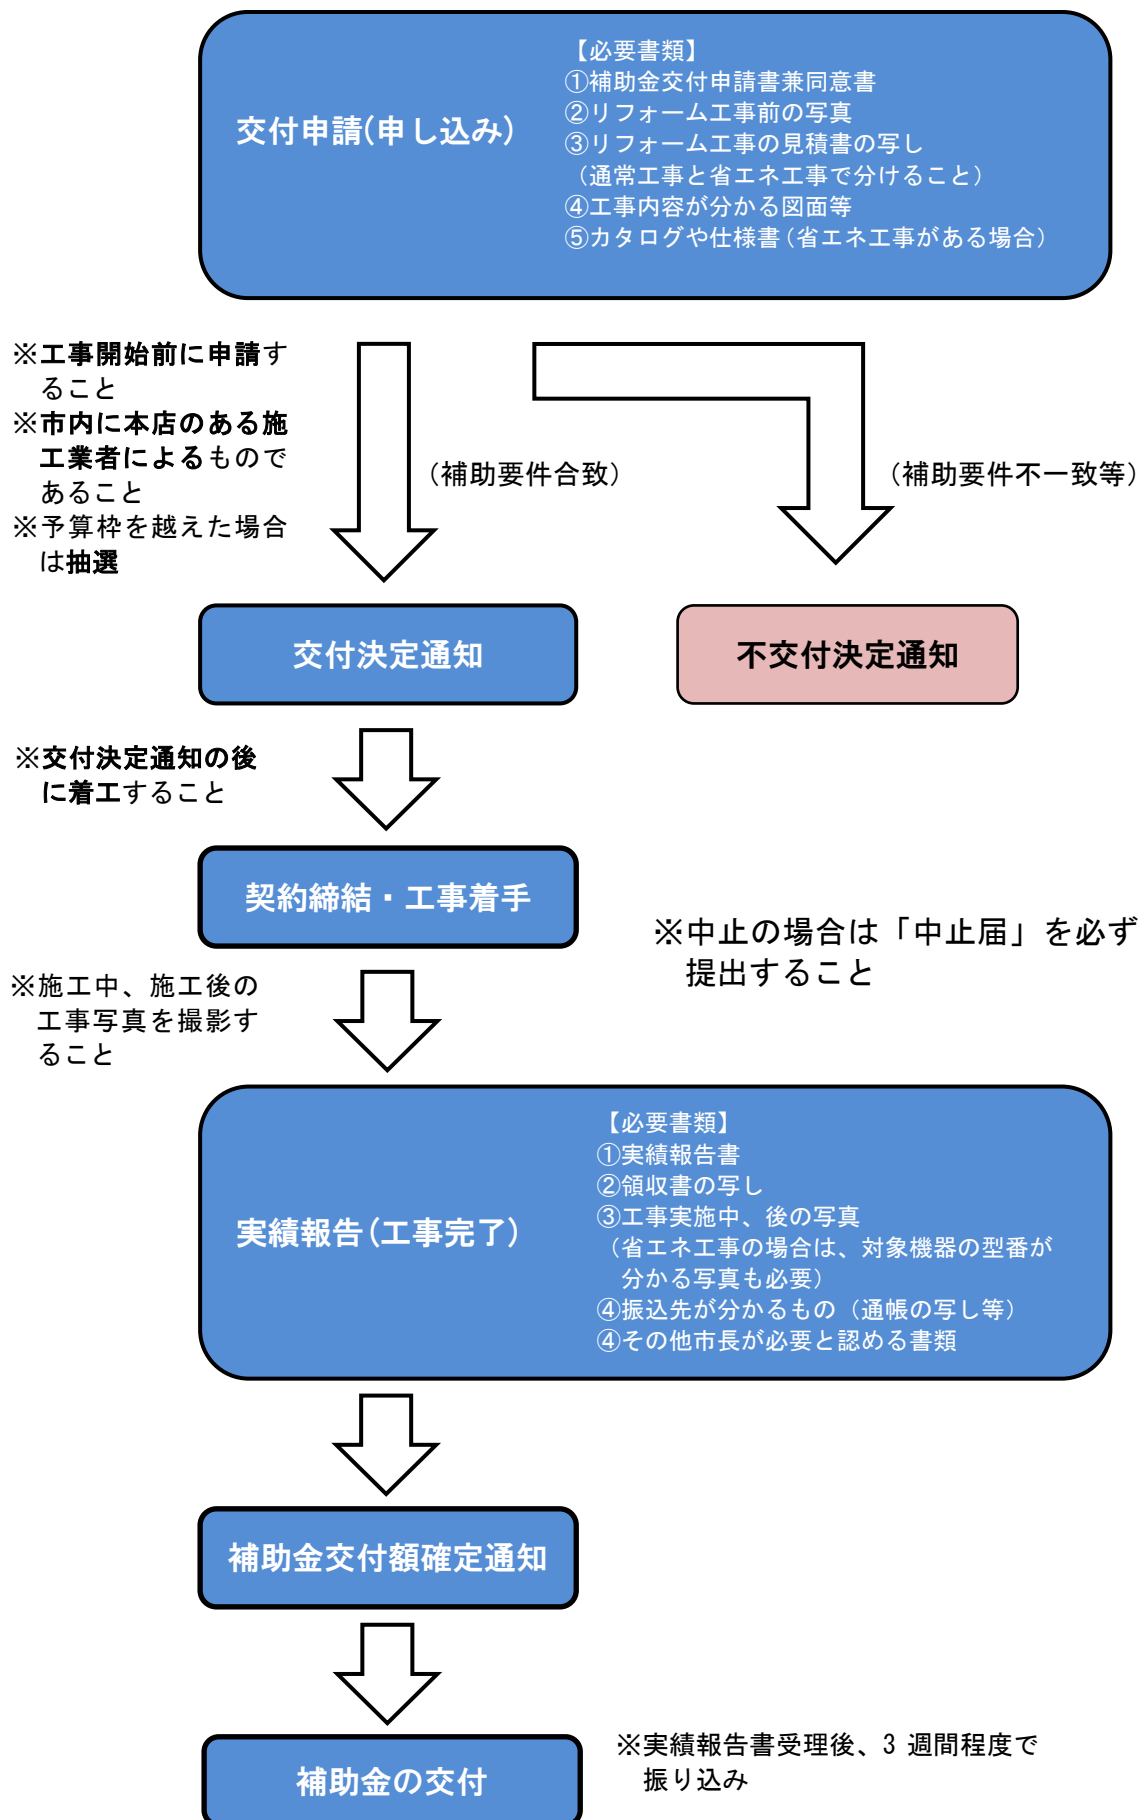 交付申請(申し込み)
【必要書類】
①補助金交付申請書兼同意書
②リフォーム工事前の写真
③リフォーム工事の見積書の写し
（通常工事と省エネ工事で分けること）
④工事内容が分かる図面等
⑤カタログや仕様書（省エネ工事がある場合）
※工事開始前に申請す
ること
※市内に本店のある施
工業者によるもので
あること
※予算枠を越えた場合
は抽選
（補助要件合致）
（補助要件不一致等）
交付決定通知
不交付決定通知
※交付決定通知の後
に着工すること
契約締結・工事着手
※中止の場合は「中止届」を必ず
提出すること
※施工中、施工後の
工事写真を撮影す
ること
実績報告(工事完了)
【必要書類】
①実績報告書
②領収書の写し
③工事実施中、後の写真
（省エネ工事の場合は、対象機器の型番が
分かる写真も必要）
④振込先が分かるもの（通帳の写し等）
④その他市長が必要と認める書類
補助金交付額確定通知
補助金の交付
※実績報告書受理後、3 週間程度で
振り込み